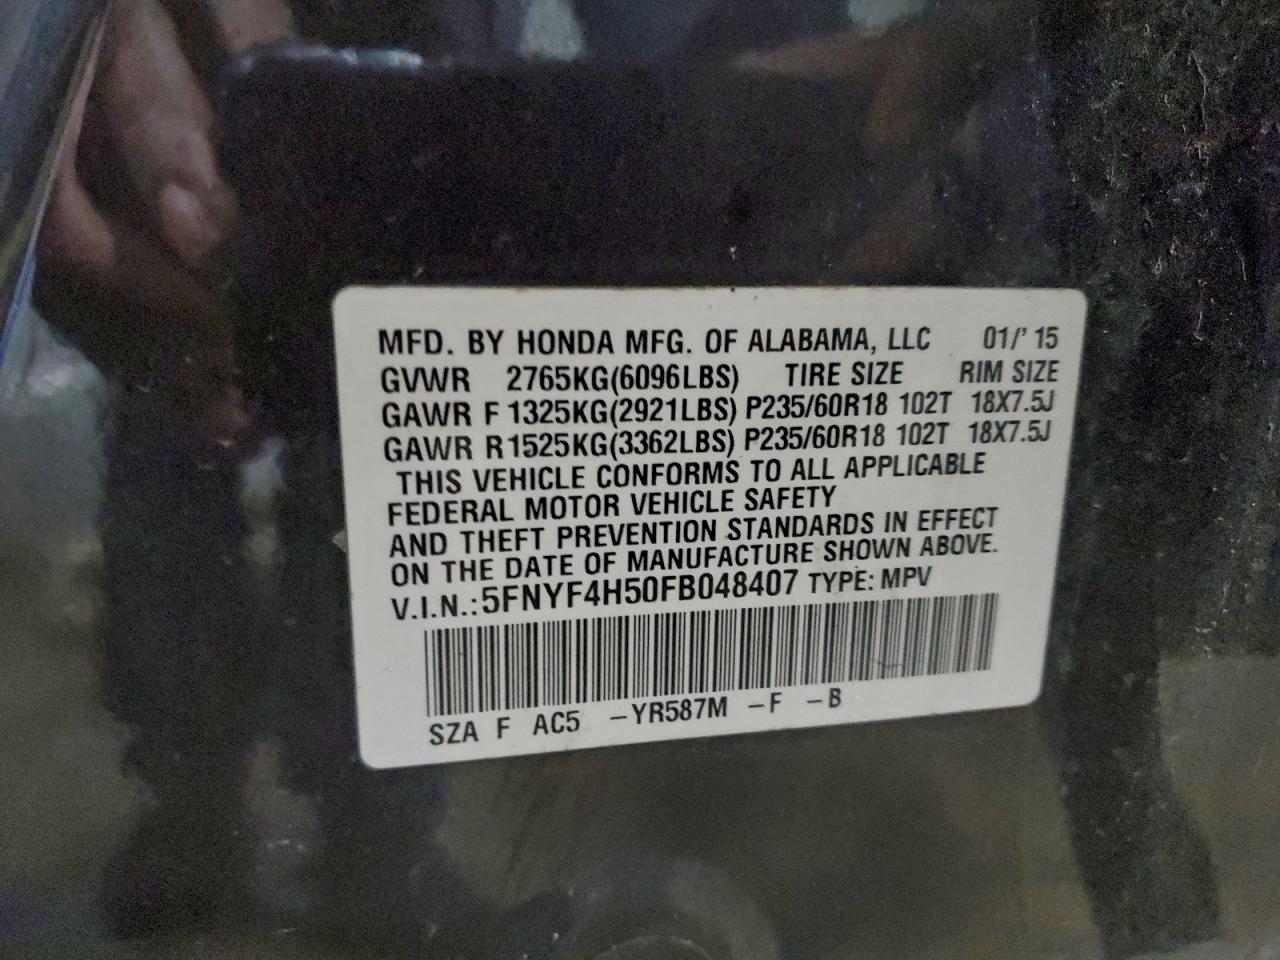 MFD. BY HONDA MFG. OF ALABAMA, LLC 01/' 15
GVWR 2765KG(6096LBS) TIRE SIZE RIM SIZE
GAWR F 1325KG(2921LBS) P235/60R18 102T 18X7.5J
GAWR R1525KG(3362LBS) P235/60R18 102T 18X7.5J
THIS VEHICLE CONFORMS TO ALL APPLICABLE
FEDERAL MOTOR VEHICLE SAFETY
AND THEFT PREVENTION STANDARDS IN EFFECT
ON THE DATE OF MANUFACTURE SHOWN ABOVE.
V.I.N.:5FNYF4H50FB048407 TYPE: MPV
SZA F AC5 -YR587M -F -B